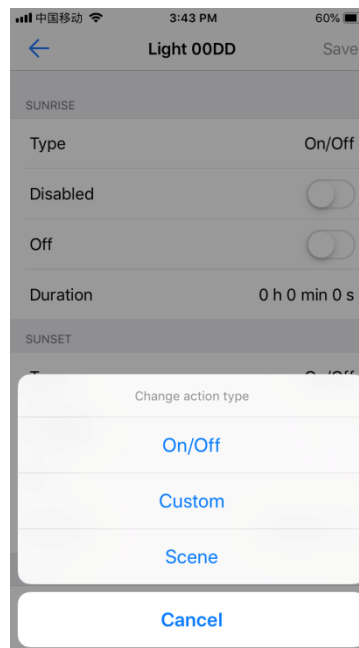 中国移动 3:43 PM 60%
Light 00DD Save
SUNRISE
Type On/Off
Disabled
Off
Duration 0 h 0 min 0 s
SUNSET
Change action type
On/Off
Custom
Scene
Cancel